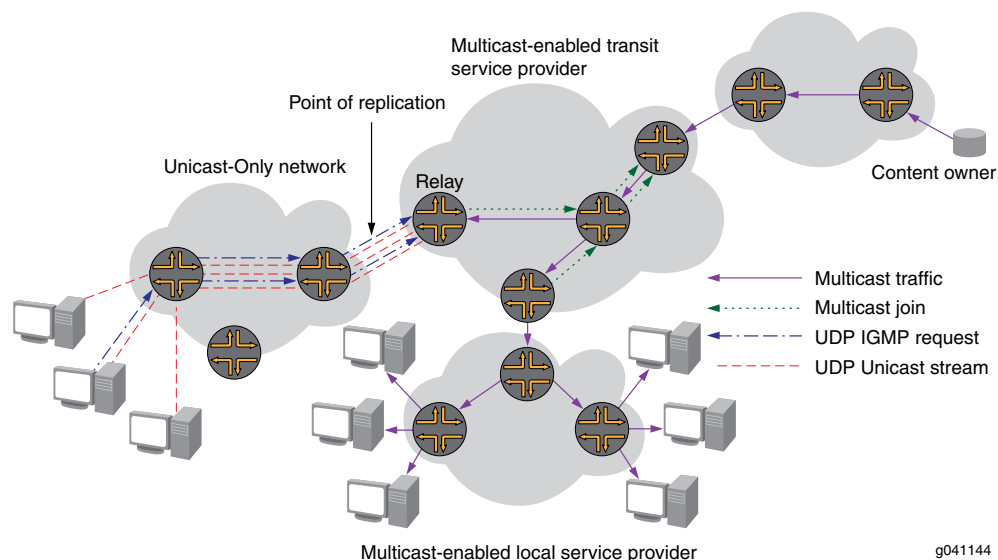 Multicast-enabled transit
service provider
Point of replication
Unicast-Only network
Relay
Content owner
Multicast traffic
Multicast join
UDP IGMP request
UDP Unicast stream
Multicast-enabled local service provider
g041144